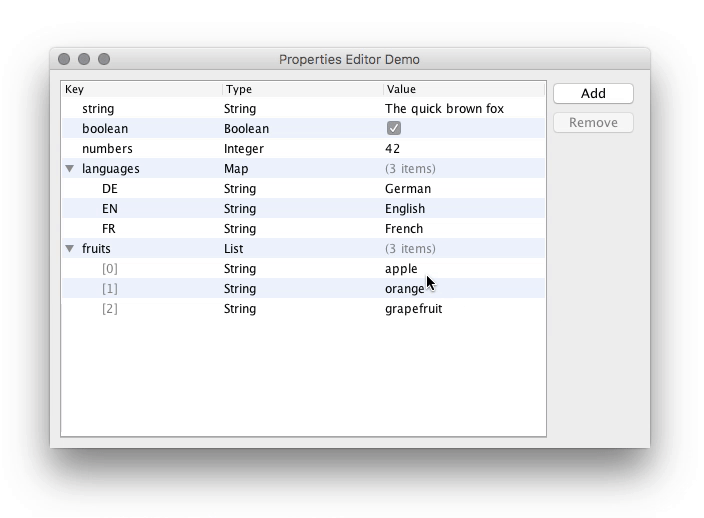 Properties Editor Demo
Key Type Value
Add
string String The quick brown fox
boolean Boolean
Remove
numbers Integer 42
languages Map (3 items)
DE String German
EN String English
FR String French
fruits List (3 items)
[0] String apple
[1] String orange
[2] String grapefruit